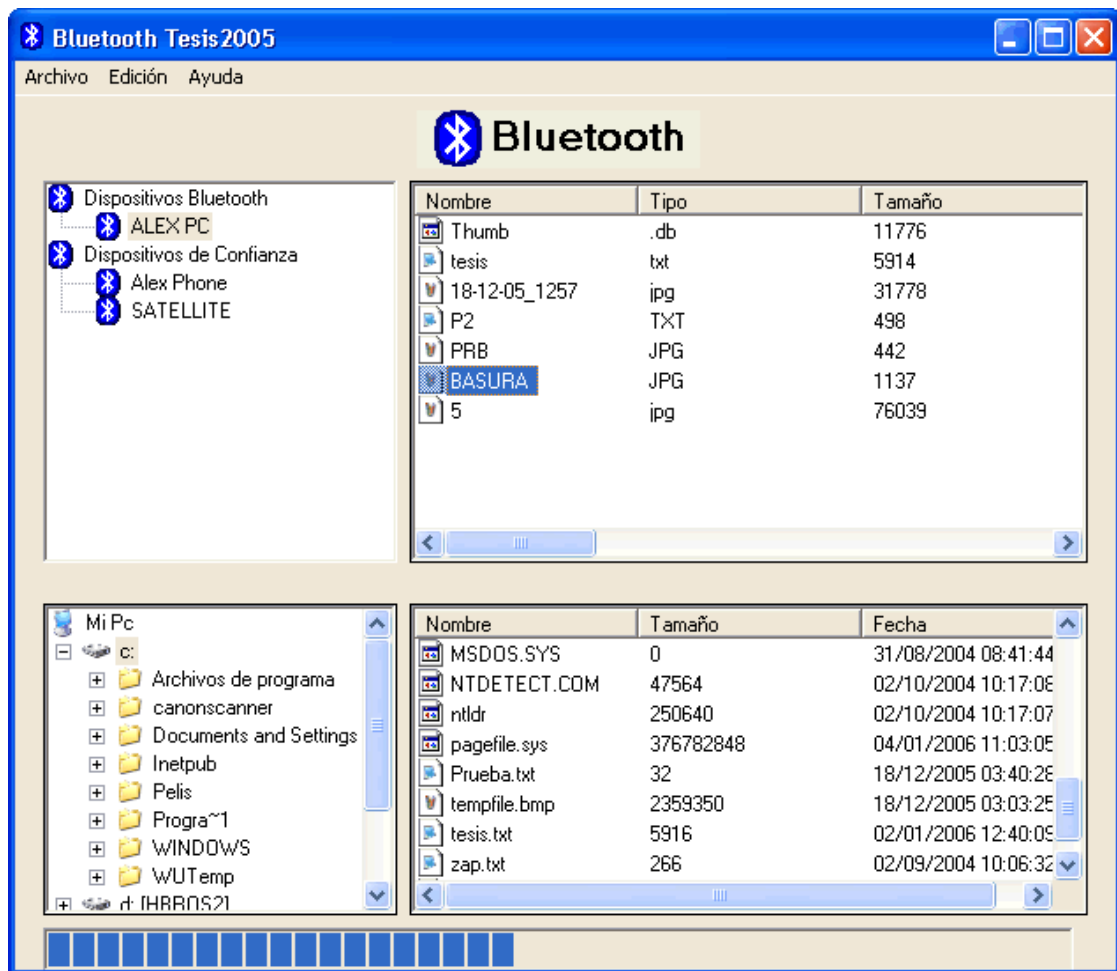 Bluetooth Tesis2005
Archivo Edición Ayuda
Bluetooth
Dispositivos Bluetooth
ALEX PC
Dispositivos de Confianza
Alex Phone
SATELLITE
Nombre Tipo Tamaño
Thumb .db 11776
tesis txt 5914
18-12-05_1257 jpg 31778
P2 TXT 498
PRB JPG 442
BASURA JPG 1137
5 jpg 76039
Mi Pc
c:
Archivos de programa
canonscanner
Documents and Settings
Inetpub
Pelis
Progra~1
WINDOWS
WUTemp
d: [HBBOS2]
Nombre Tamaño Fecha
MSDOS.SYS 0 31/08/2004 08:41:44
NTDETECT.COM 47564 02/10/2004 10:17:08
ntldr 250640 02/10/2004 10:17:07
pagefile.sys 376782848 04/01/2006 11:03:05
Prueba.txt 32 18/12/2005 03:40:28
tempfile.bmp 2359350 18/12/2005 03:03:25
tesis.txt 5916 02/01/2006 12:40:09
zap.txt 266 02/09/2004 10:06:32